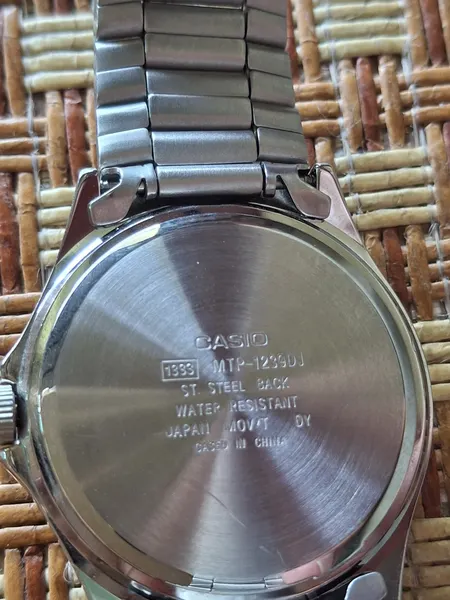 CASIO
1333 MTP-1239DJ
ST. STEEL BACK
WATER RESISTANT
JAPAN MOV'T DY
CASED IN CHINA